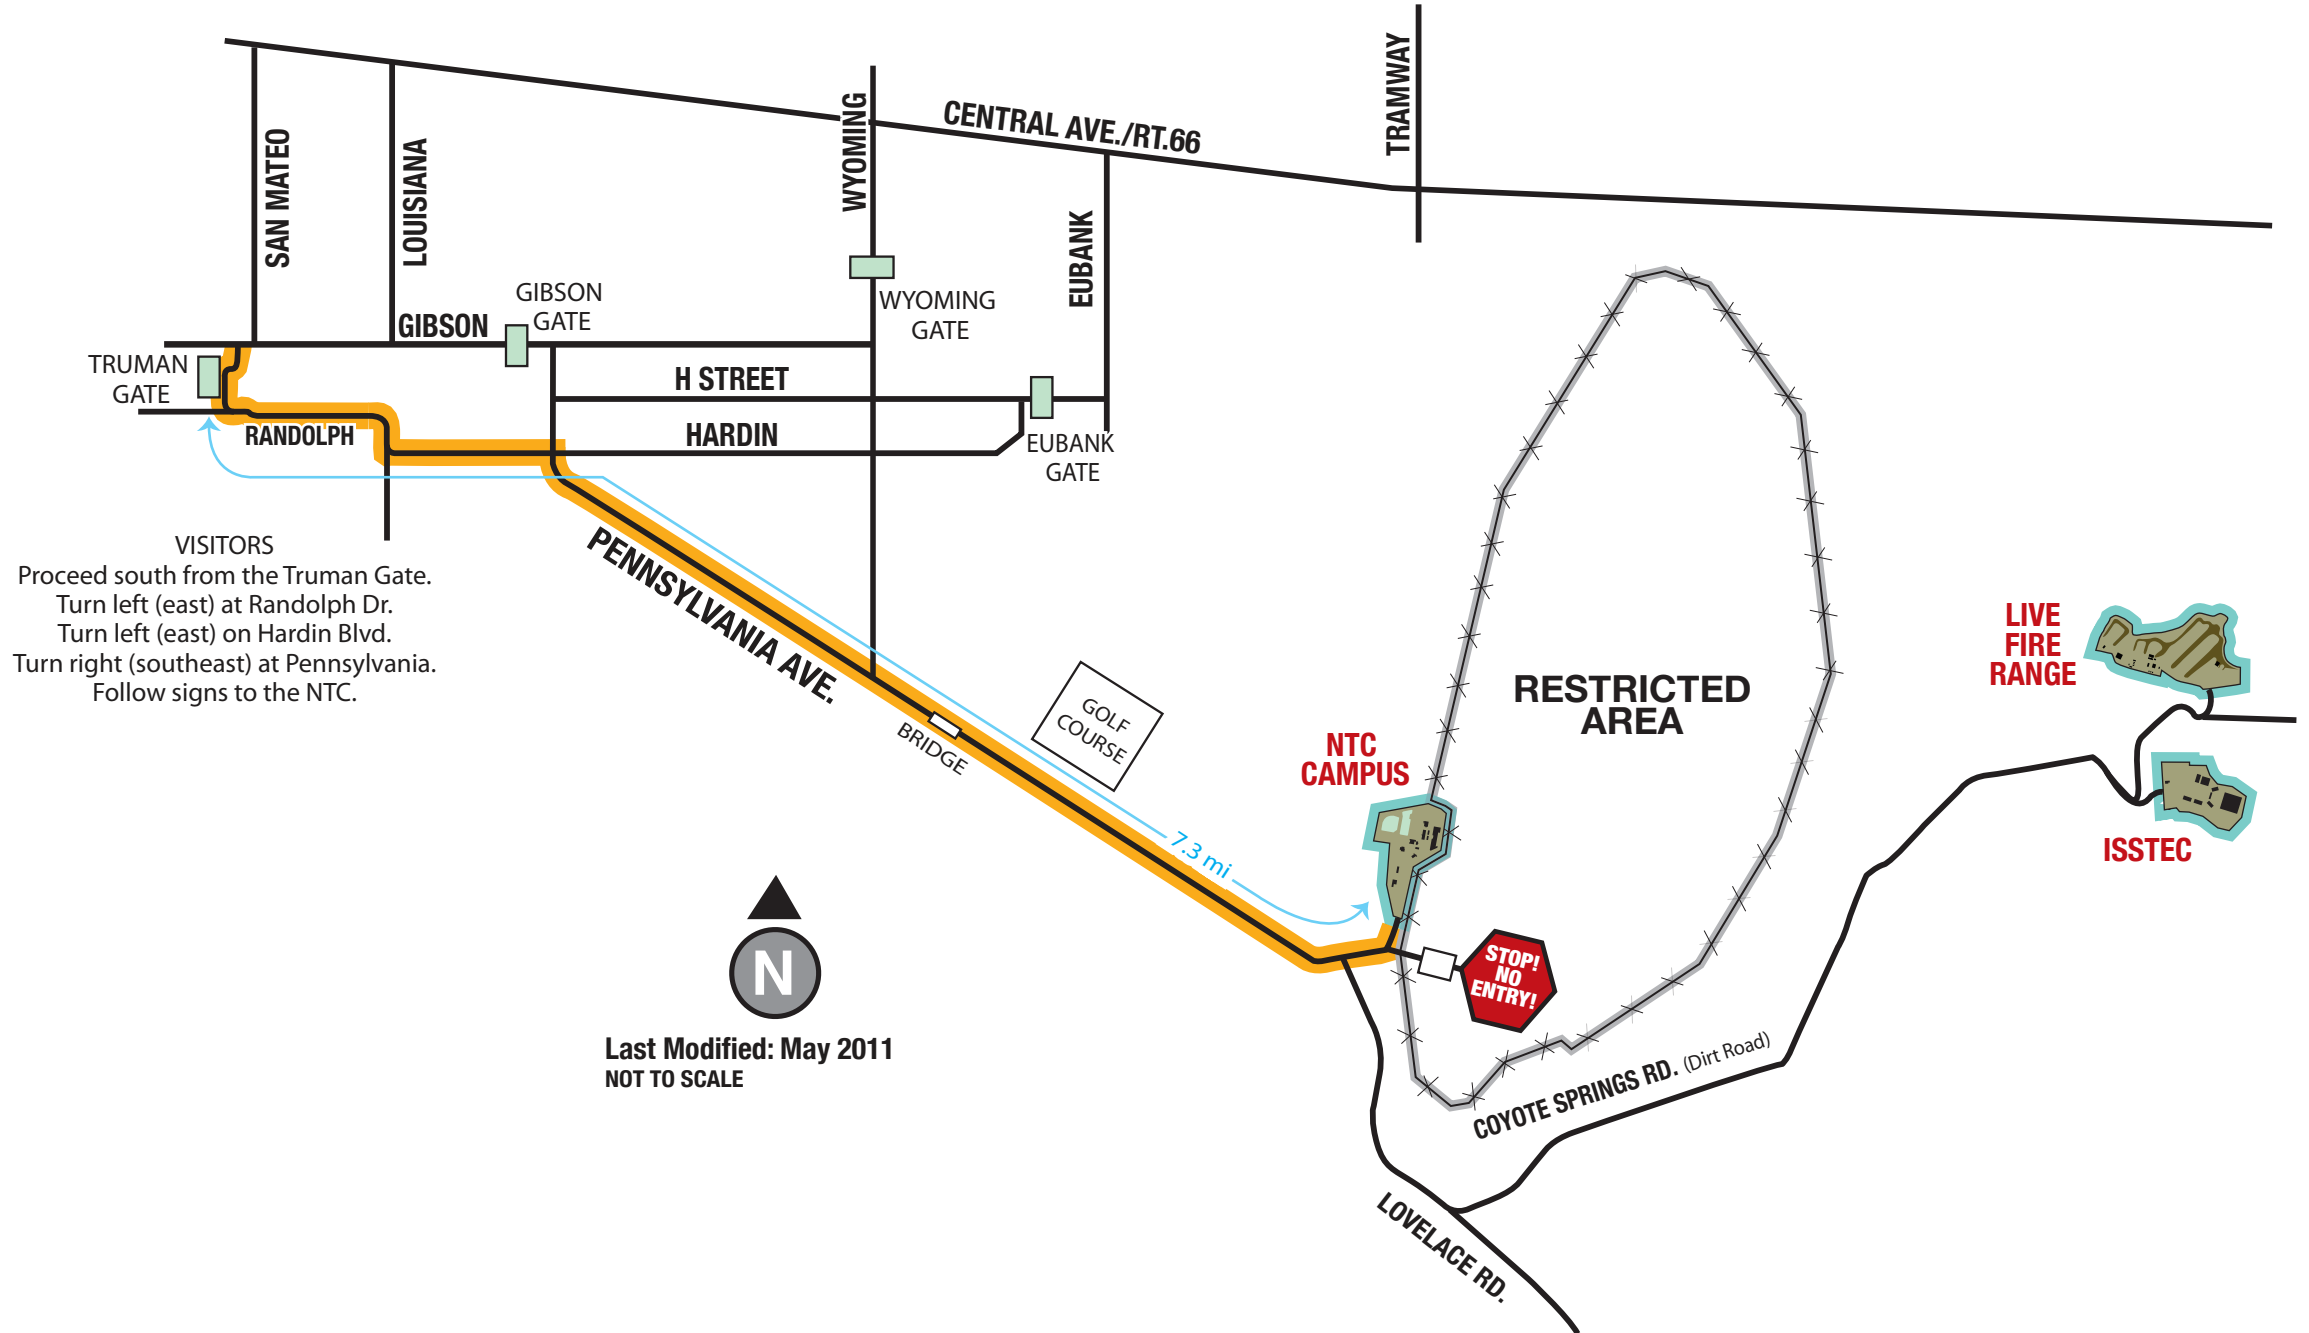 TRAMWAY
CENTRAL AVE./RT.66
WYOMING
SAN MATEO
LOUISIANA
EUBANK
GIBSON
GATE
WYOMING
GATE
GIBSON
TRUMAN
GATE
H STREET
RANDOLPH
HARDIN
EUBANK
GATE
VISITORS
Proceed south from the Truman Gate.
Turn left (east) at Randolph Dr.
Turn left (east) on Hardin Blvd.
Turn right (southeast) at Pennsylvania.
Follow signs to the NTC.
PENNSYLVANIA AVE.
BRIDGE
GOLF
COURSE
7.3 mi
NTC
CAMPUS
RESTRICTED
AREA
LIVE
FIRE
RANGE
ISSTEC
STOP!
NO
ENTRY!
N
Last Modified: May 2011
NOT TO SCALE
COYOTE SPRINGS RD. (Dirt Road)
LOVELACE RD.